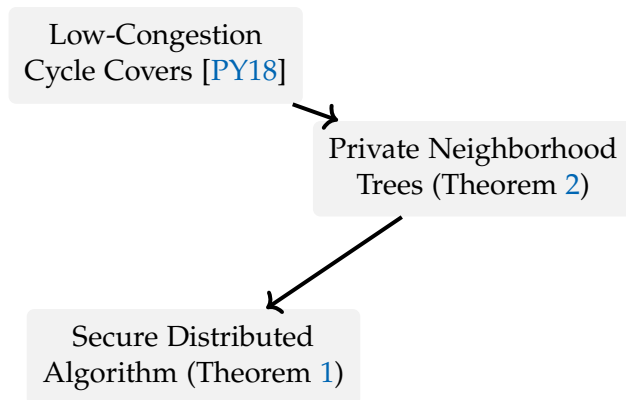 Low-Congestion
Cycle Covers [PY18]
Private Neighborhood
Trees (Theorem 2)
Secure Distributed
Algorithm (Theorem 1)